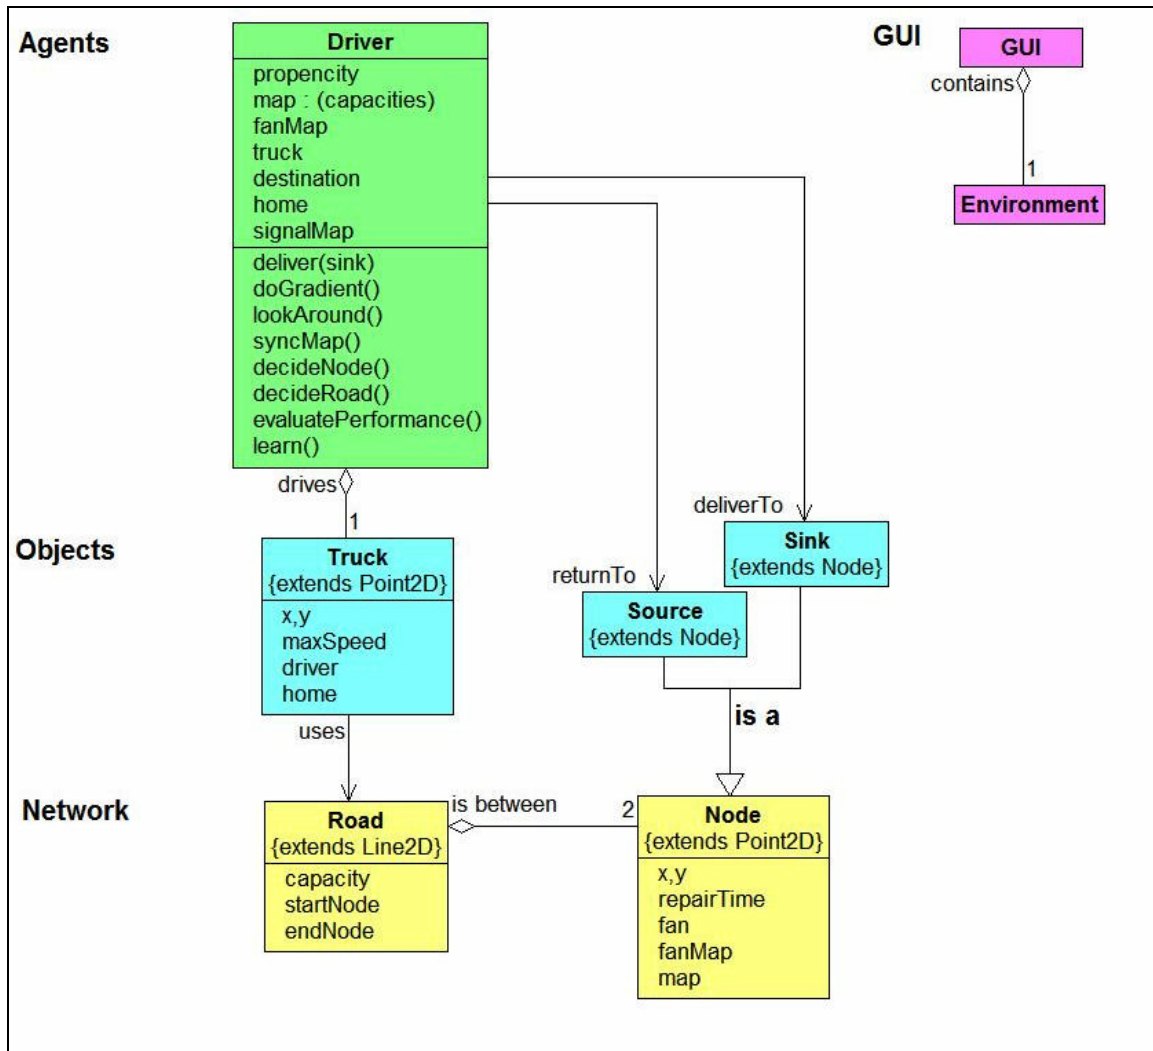 Agents
Driver
propencity
map : (capacities)
fanMap
truck
destination
home
signalMap
deliver(sink)
doGradient()
lookAround()
syncMap()
decideNode()
decideRoad()
evaluatePerformance()
learn()
GUI
GUI
contains
1
Environment
drives
1
deliverTo
returnTo
Objects
Truck
{extends Point2D}
x,y
maxSpeed
driver
home
Source
{extends Node}
Sink
{extends Node}
is a
uses
Network
Road
{extends Line2D}
capacity
startNode
endNode
is between
2
Node
{extends Point2D}
x,y
repairTime
fan
fanMap
map